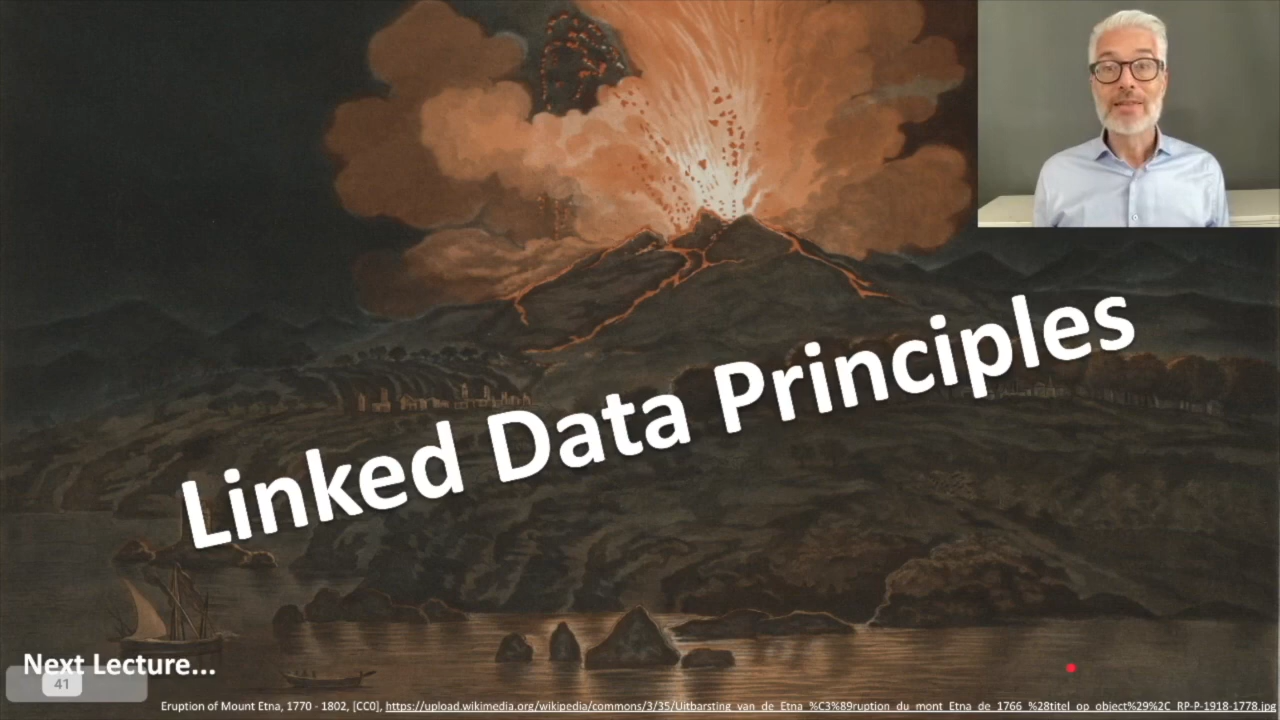 Linked Data Principles
Next Lecture...
41
Eruption of Mount Etna, 1770 - 1802, [CC0], https://upload.wikimedia.org/wikipedia/commons/3/35/Uitbarsting_van_de_Etna_%C3%89ruption_du_mont_Etna_de_1766_%28titel_op_object%29%2C_RP-P-1918-1778.jpg